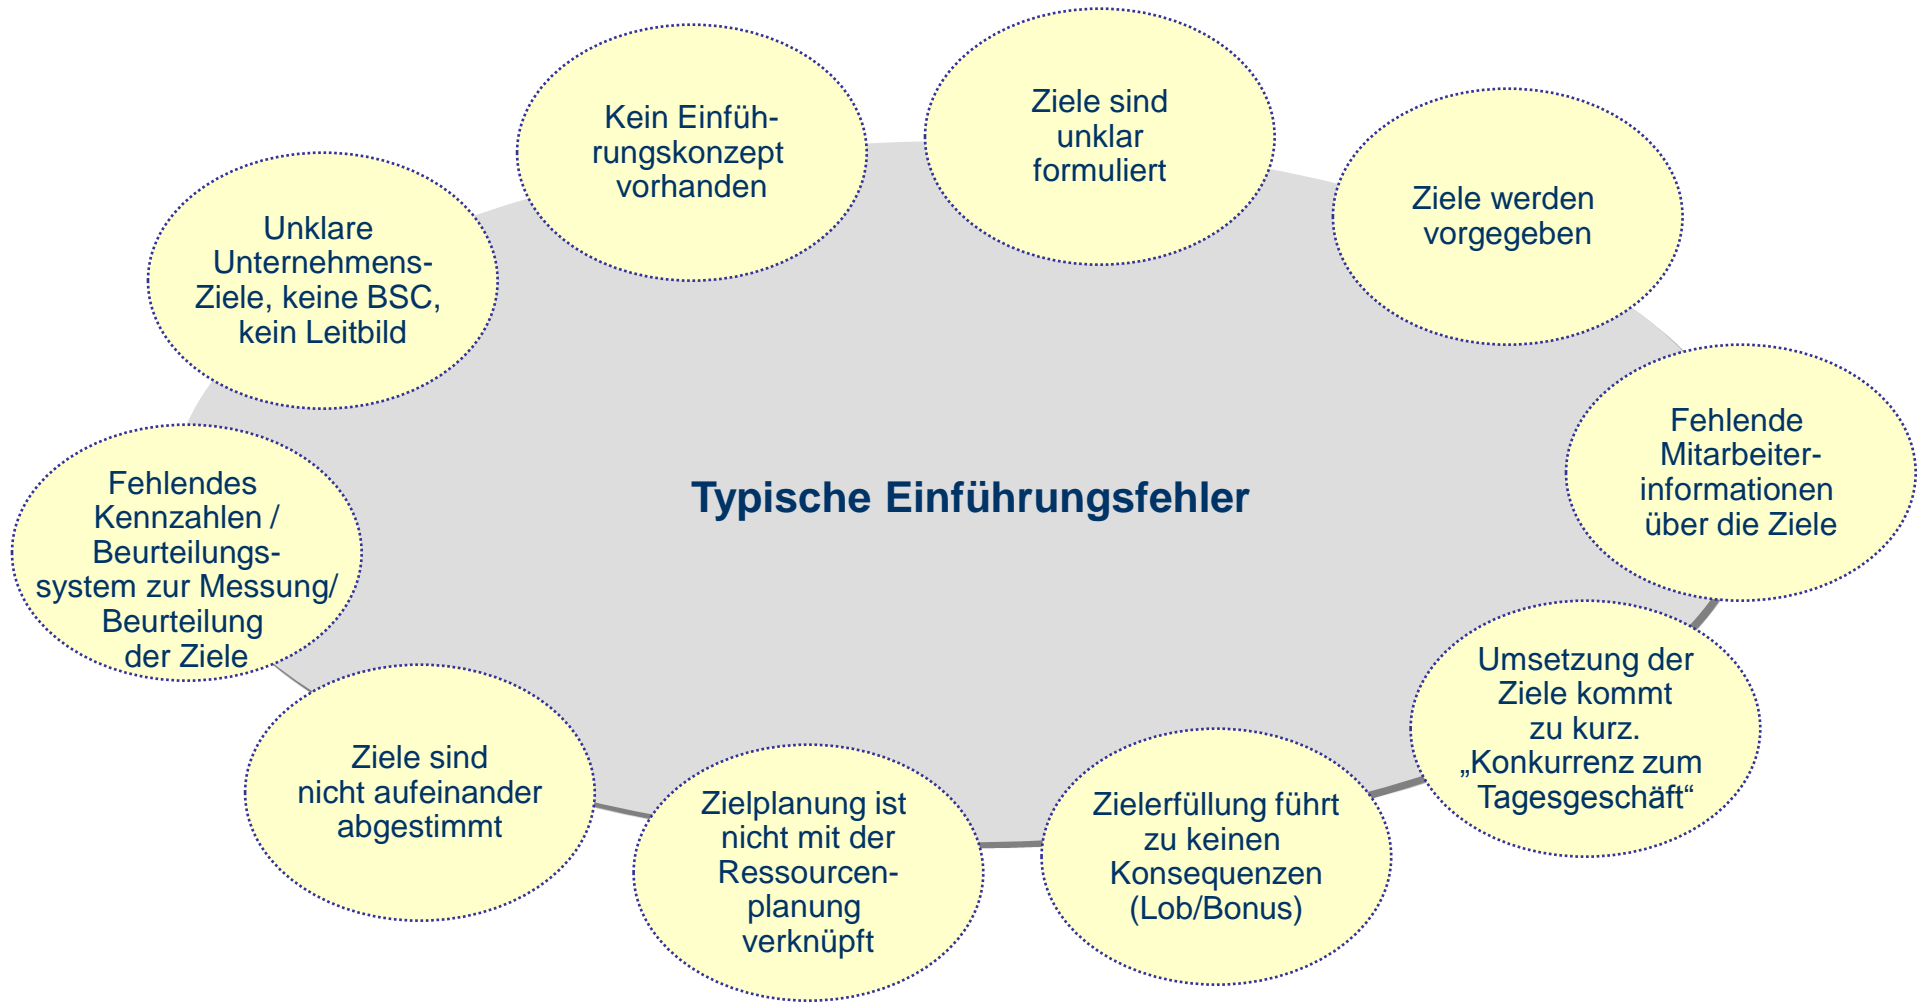 Typische Einführungsfehler
Kein Einfüh-
rungskonzept
vorhanden
Ziele sind
unklar
formuliert
Ziele werden
vorgegeben
Fehlende
Mitarbeiter-
informationen
über die Ziele
Umsetzung der
Ziele kommt
zu kurz.
„Konkurrenz zum
Tagesgeschäft“
Zielerfüllung führt
zu keinen
Konsequenzen
(Lob/Bonus)
Zielplanung ist
nicht mit der
Ressourcen-
planung
verknüpft
Ziele sind
nicht aufeinander
abgestimmt
Fehlendes
Kennzahlen /
Beurteilungs-
system zur Messung/
Beurteilung
der Ziele
Unklare
Unternehmens-
Ziele, keine BSC,
kein Leitbild